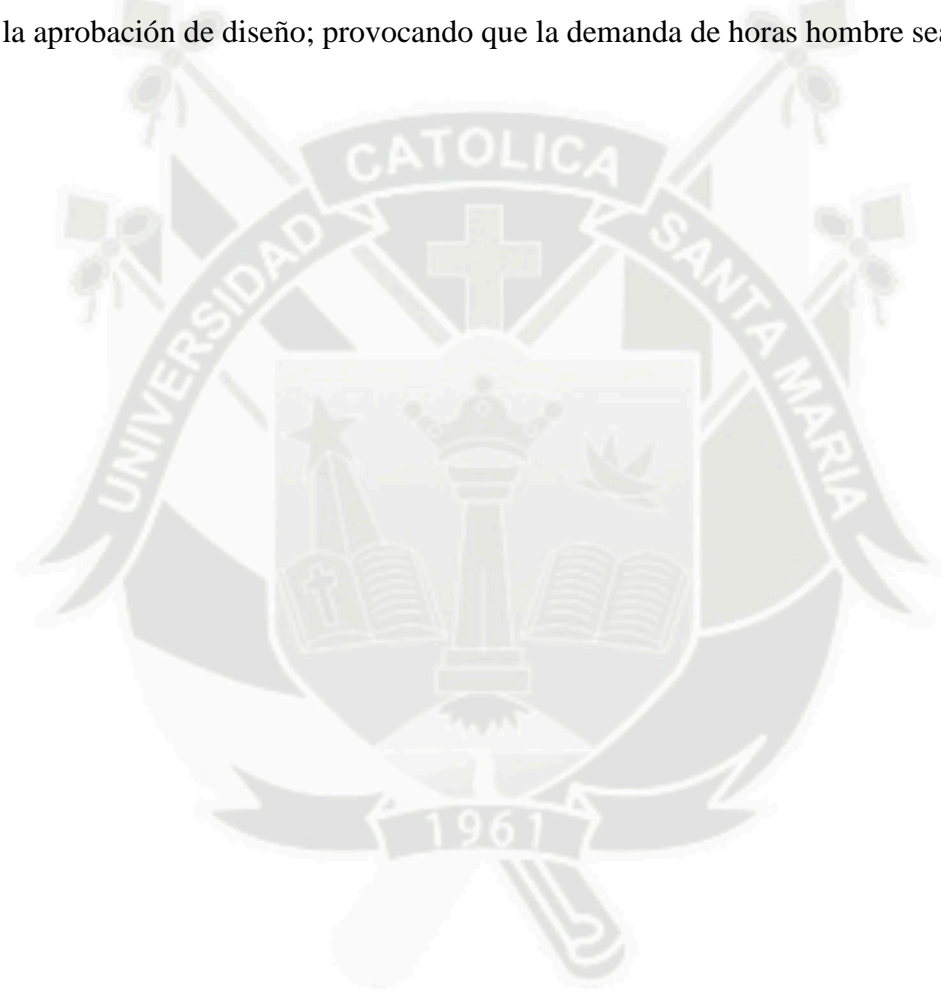 la aprobación de diseño; provocando que la demanda de horas hombre sea
UNIVERSIDAD CATOLICA SANTA MARIA
1961